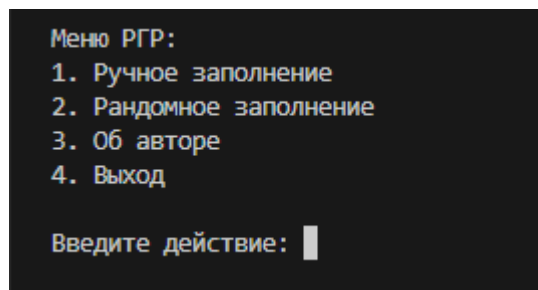 Меню РГР:
1. Ручное заполнение
2. Рандомное заполнение
3. Об авторе
4. Выход
Введите действие: